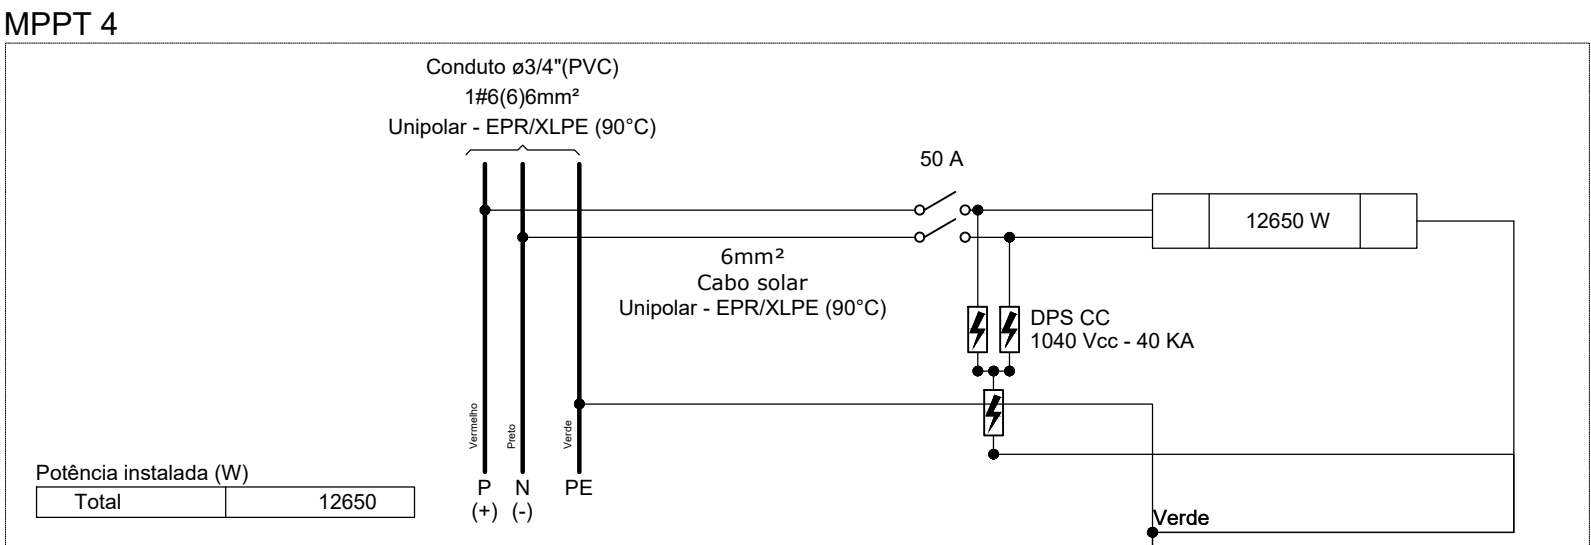 MPPT 4
Conduto ø3/4"(PVC)
1#6(6)6mm²
Unipolar - EPR/XLPE (90°C)
50 A
12650 W
6mm²
Cabo solar
Unipolar - EPR/XLPE (90°C)
DPS CC
1040 Vcc - 40 KA
Vermelho
Preto
Verde
Potência instalada (W)
Total 12650
P N PE
(+) (-)
Verde